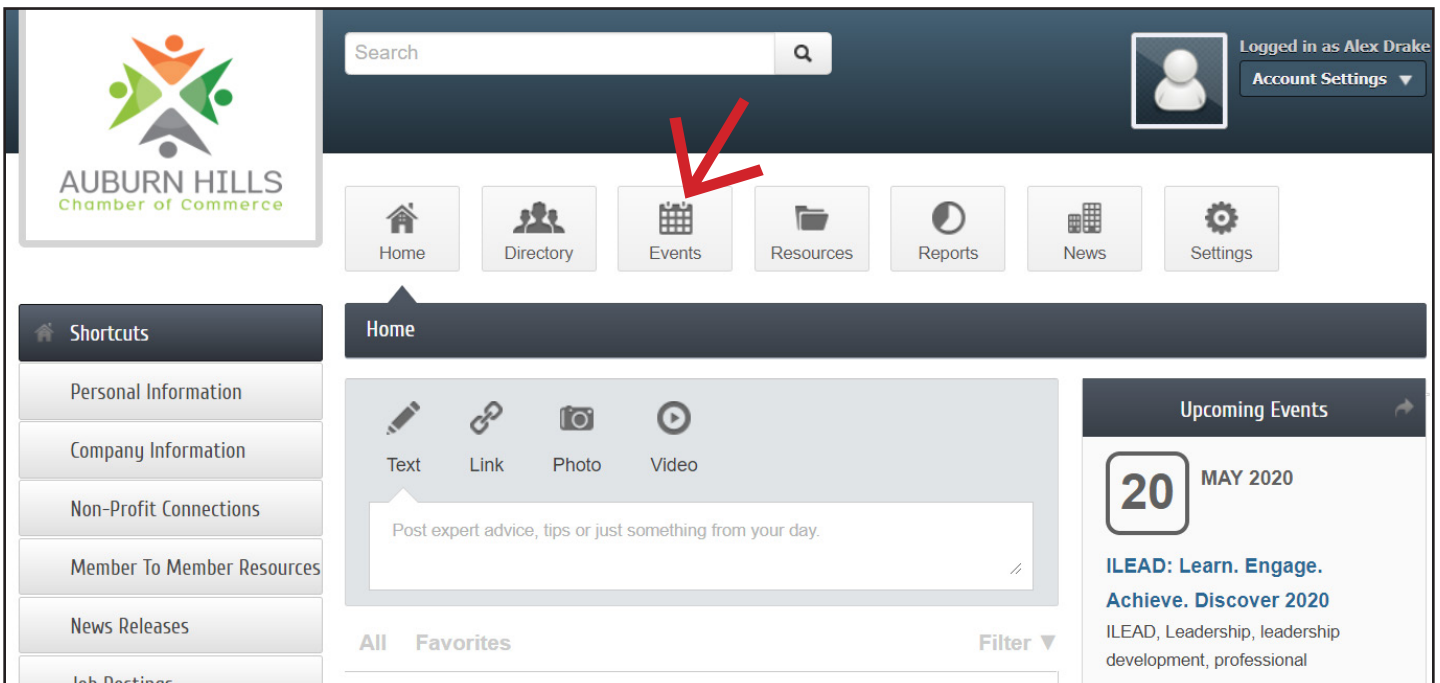 AUBURN HILLS
Chamber of Commerce
Search
Logged in as Alex Drake
Account Settings ▼
Home
Directory
Events
Resources
Reports
News
Settings
Shortcuts
Personal Information
Company Information
Non-Profit Connections
Member To Member Resources
News Releases
Job Postings
Home
Text
Link
Photo
Video
Post expert advice, tips or just something from your day.
All
Favorites
Filter ▼
Upcoming Events
20
MAY 2020
ILEAD: Learn. Engage.
Achieve. Discover 2020
ILEAD, Leadership, leadership
development, professional